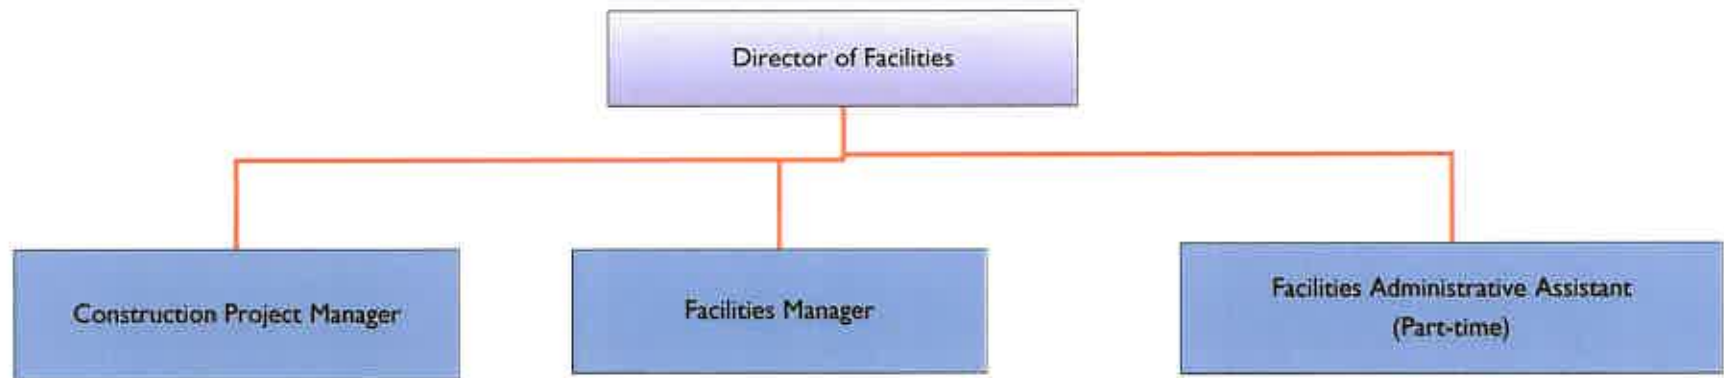 Director of Facilities
Construction Project Manager
Facilities Manager
Facilities Administrative Assistant
(Part-time)